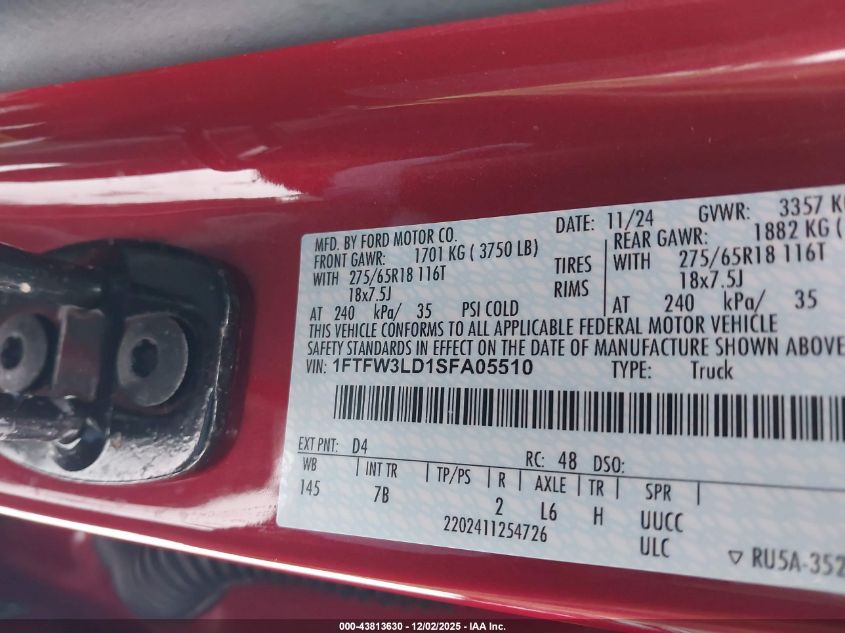 MFD. BY FORD MOTOR CO. DATE: 11/24 GVWR: 3357 KG
FRONT GAWR: 1701 KG ( 3750 LB) REAR GAWR: 1882 KG (
WITH 275/65R18 116T TIRES WITH 275/65R18 116T
18x7.5J RIMS 18x7.5J
AT 240 kPa/ 35 PSI COLD AT 240 kPa/ 35
THIS VEHICLE CONFORMS TO ALL APPLICABLE FEDERAL MOTOR VEHICLE
SAFETY STANDARDS IN EFFECT ON THE DATE OF MANUFACTURE SHOWN ABOVE
VIN: 1FTFW3LD1SFA05510 TYPE: Truck
EXT PNT: D4 RC: 48 DSO:
WB INT TR TP/PS R AXLE TR SPR
145 7B 2 L6 H UUCC
2202411254726 ULC
▽ RU5A-352
000-43813630 - 12/02/2025 - IAA Inc.